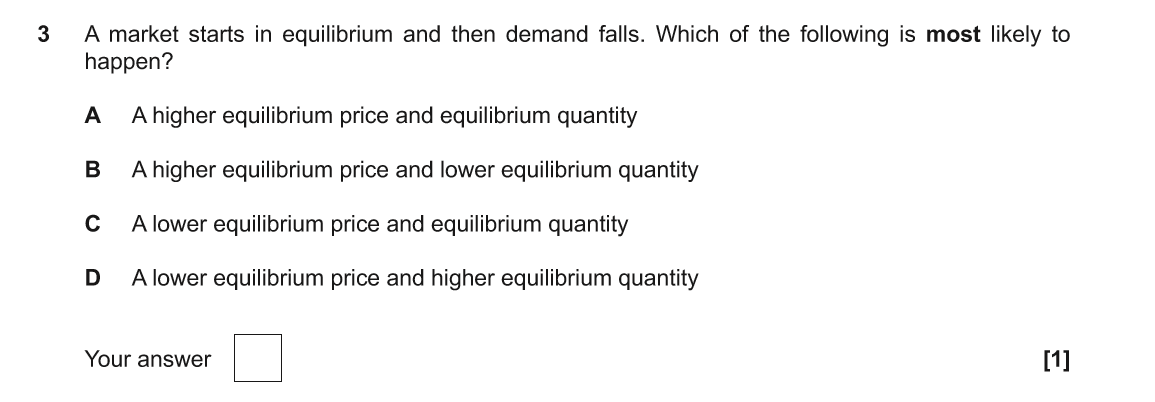 3 A market starts in equilibrium and then demand falls. Which of the following is most likely to
happen?
A A higher equilibrium price and equilibrium quantity
B A higher equilibrium price and lower equilibrium quantity
C A lower equilibrium price and equilibrium quantity
D A lower equilibrium price and higher equilibrium quantity
Your answer [1]